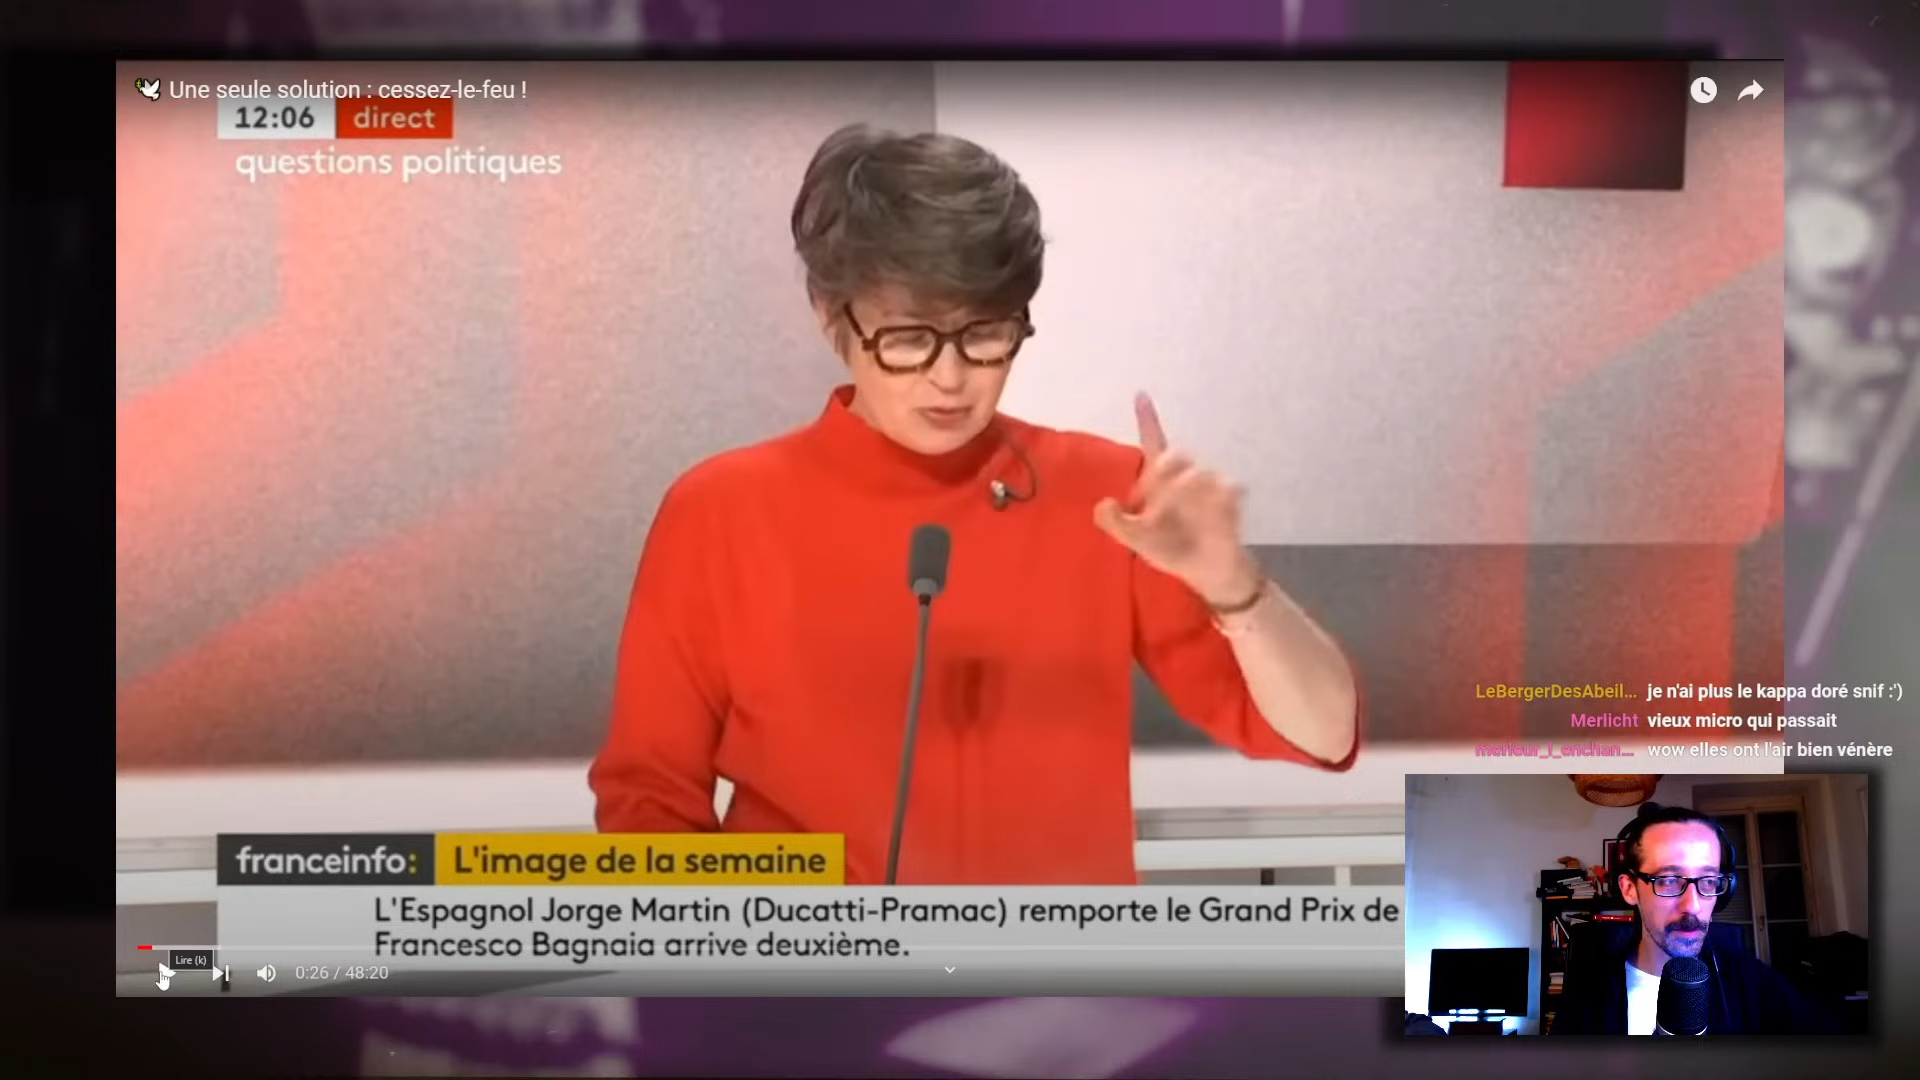 🕊 Une seule solution : cessez-le-feu !
12:06 direct
questions politiques
LeBergerDesAbeil... je n'ai plus le kappa doré snif :')
Merlicht vieux micro qui passait
wow elles ont l'air bien vénère
franceinfo: L'image de la semaine
L'Espagnol Jorge Martin (Ducatti-Pramac) remporte le Grand Prix de
Francesco Bagnaia arrive deuxième.
Lire (k)
0:26 / 48:20